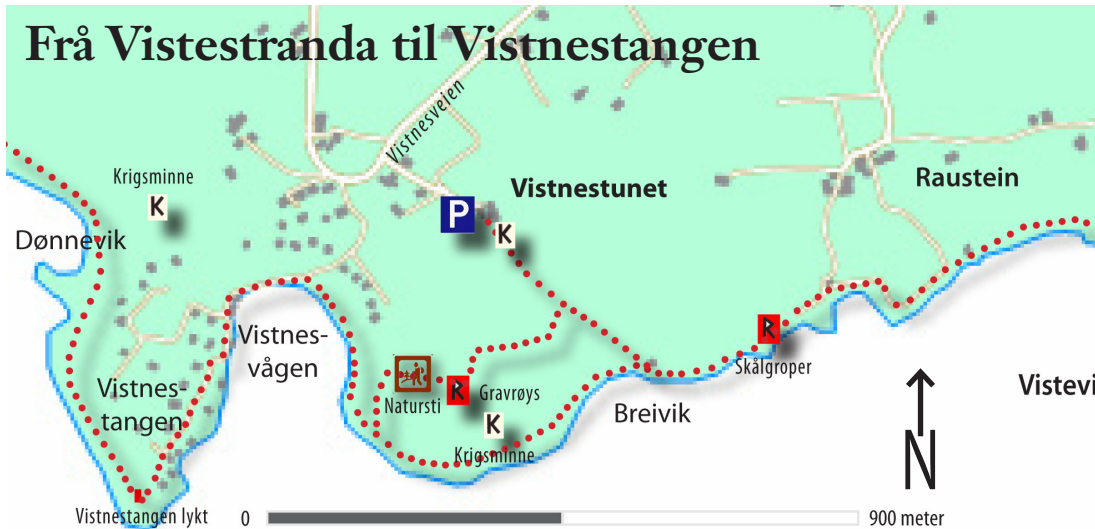 Frå Vistestranda til Vistnestangen
Vistnesveien
Krigsminne
K
Vistnestunet
Raustein
P
K
Dønnevik
Vistnes-
vågen
R
Skålgroper
Vistnes-
tangen
Natursti
R
Gravrøys
K
Krigsminne
Breivik
Vistevi
N
Vistnestangen lykt
0
900 meter